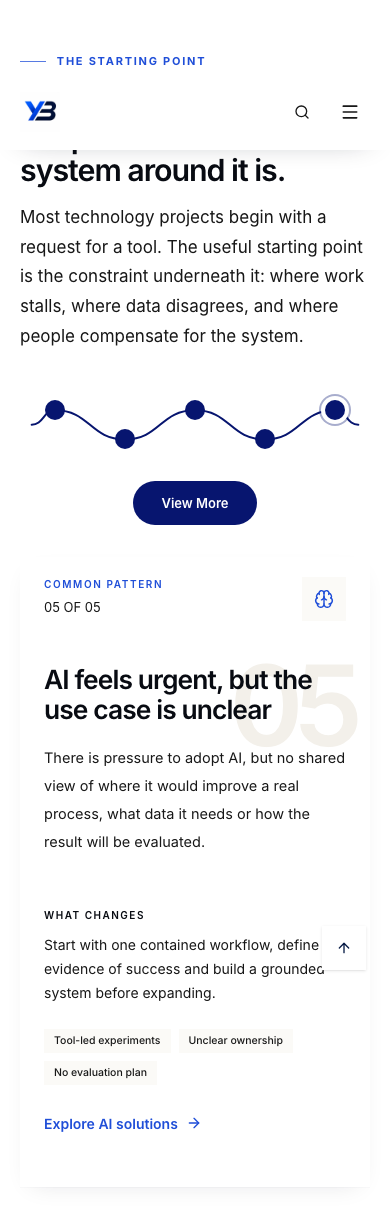 THE STARTING POINT
YB
system around it is.
Most technology projects begin with a
request for a tool. The useful starting point
is the constraint underneath it: where work
stalls, where data disagrees, and where
people compensate for the system.
View More
COMMON PATTERN
05 OF 05
05
AI feels urgent, but the
use case is unclear
There is pressure to adopt AI, but no shared
view of where it would improve a real
process, what data it needs or how the
result will be evaluated.
WHAT CHANGES
Start with one contained workflow, define
evidence of success and build a grounded
system before expanding.
Tool-led experiments
Unclear ownership
No evaluation plan
Explore AI solutions